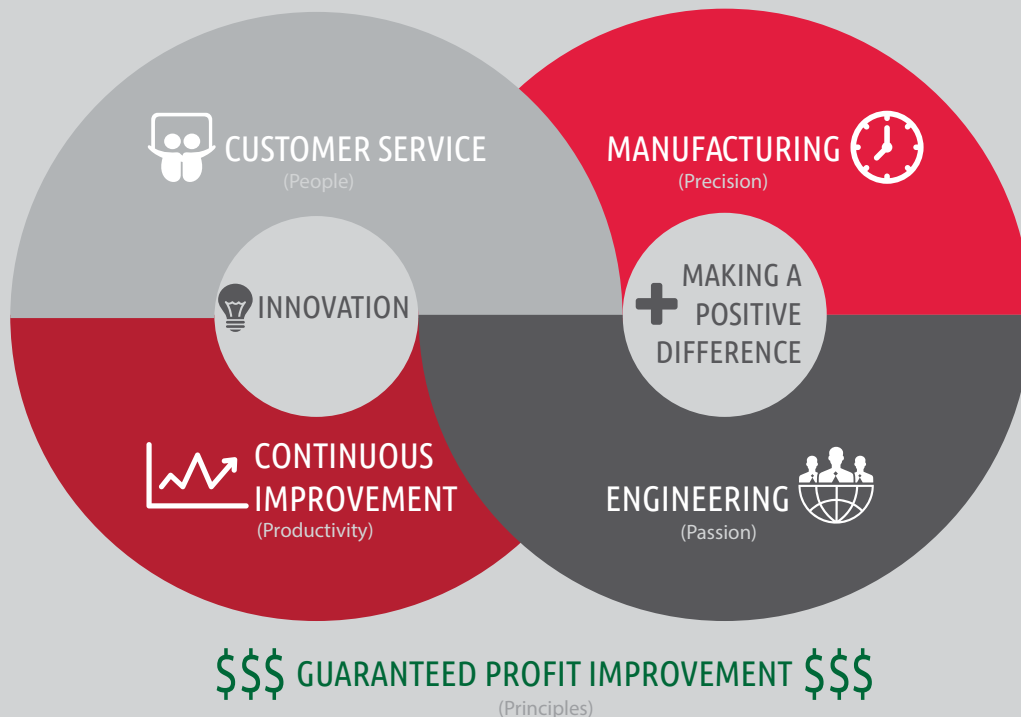 CUSTOMER SERVICE
(People)
MANUFACTURING
(Precision)
INNOVATION
MAKING A
POSITIVE
DIFFERENCE
CONTINUOUS
IMPROVEMENT
(Productivity)
ENGINEERING
(Passion)
$$$ GUARANTEED PROFIT IMPROVEMENT $$$
(Principles)